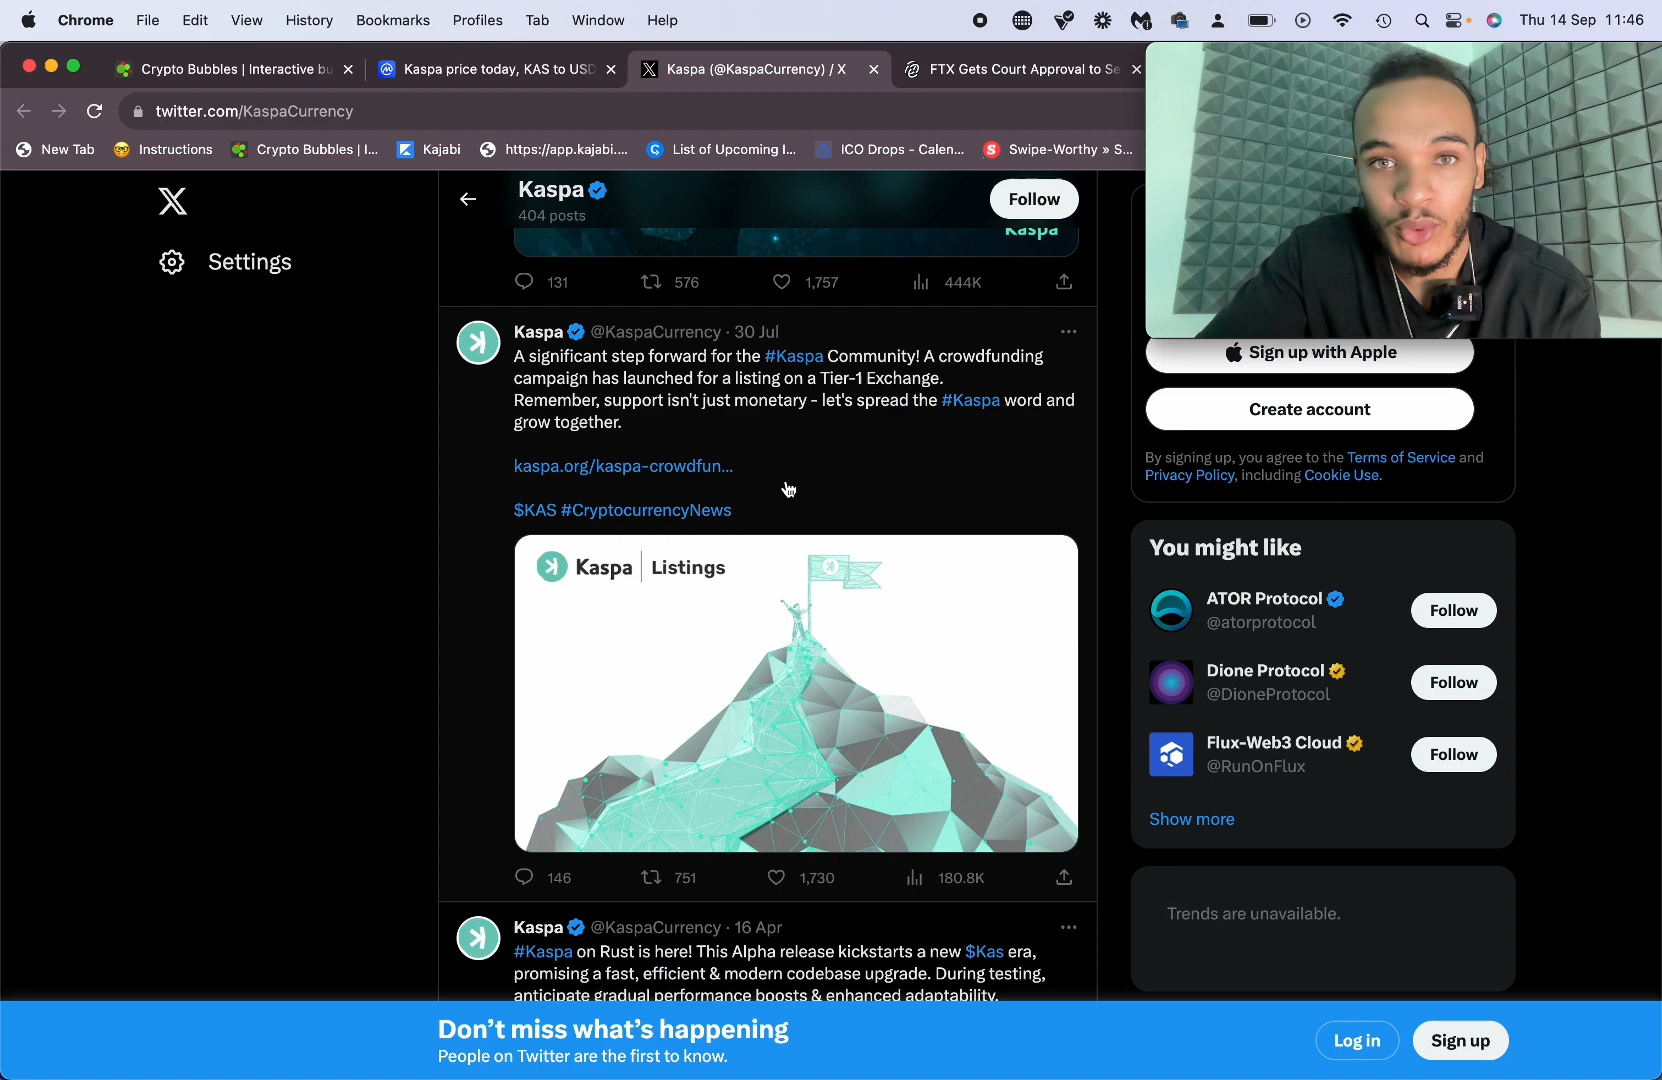 Chrome File Edit View History Bookmarks Profiles Tab Window Help Thu 14 Sep 11:46
Crypto Bubbles | Interactive bu Kaspa price today, KAS to USD Kaspa (@KaspaCurrency) / X FTX Gets Court Approval to Se
twitter.com/KaspaCurrency
New Tab Instructions Crypto Bubbles | I... Kajabi https://app.kajabi.... List of Upcoming I... ICO Drops - Calen... Swipe-Worthy » S...
Kaspa
404 posts
Follow
Settings
Kaspa
131 576 1,757 444K
Kaspa @KaspaCurrency · 30 Jul
A significant step forward for the #Kaspa Community! A crowdfunding
campaign has launched for a listing on a Tier-1 Exchange.
Remember, support isn't just monetary - let's spread the #Kaspa word and
grow together.
kaspa.org/kaspa-crowdfun...
$KAS #CryptocurrencyNews
Kaspa Listings
146 751 1,730 180.8K
Kaspa @KaspaCurrency · 16 Apr
#Kaspa on Rust is here! This Alpha release kickstarts a new $Kas era,
promising a fast, efficient & modern codebase upgrade. During testing,
anticipate gradual performance boosts & enhanced adaptability.
Sign up with Apple
Create account
By signing up, you agree to the Terms of Service and
Privacy Policy, including Cookie Use.
You might like
ATOR Protocol
@atorprotocol
Follow
Dione Protocol
@DioneProtocol
Follow
Flux-Web3 Cloud
@RunOnFlux
Follow
Show more
Trends are unavailable.
Don't miss what's happening
People on Twitter are the first to know.
Log in
Sign up